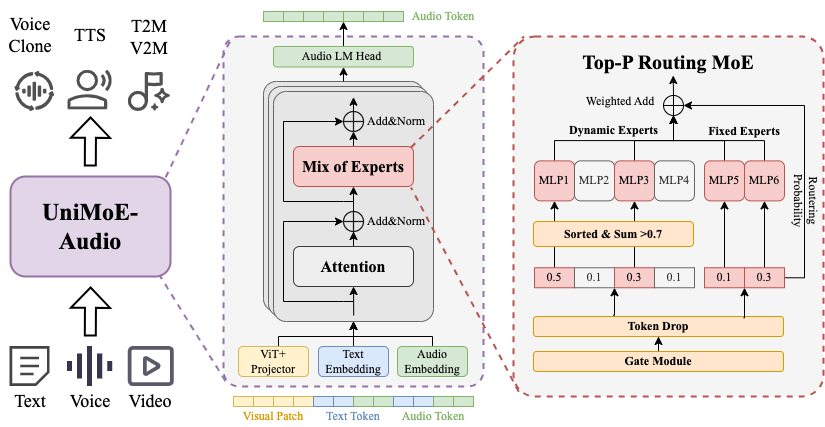 Voice
Clone
TTS
T2M
V2M
UniMoE-
Audio
Text
Voice
Video
Audio Token
Audio LM Head
Add&Norm
Mix of Experts
Add&Norm
Attention
ViT+
Projector
Text
Embedding
Audio
Embedding
Visual Patch
Text Token
Audio Token
Top-P Routing MoE
Weighted Add
Dynamic Experts
Fixed Experts
MLP1
MLP2
MLP3
MLP4
MLP5
MLP6
Routering
Probability
Sorted & Sum >0.7
0.5
0.1
0.3
0.1
0.1
0.3
Token Drop
Gate Module